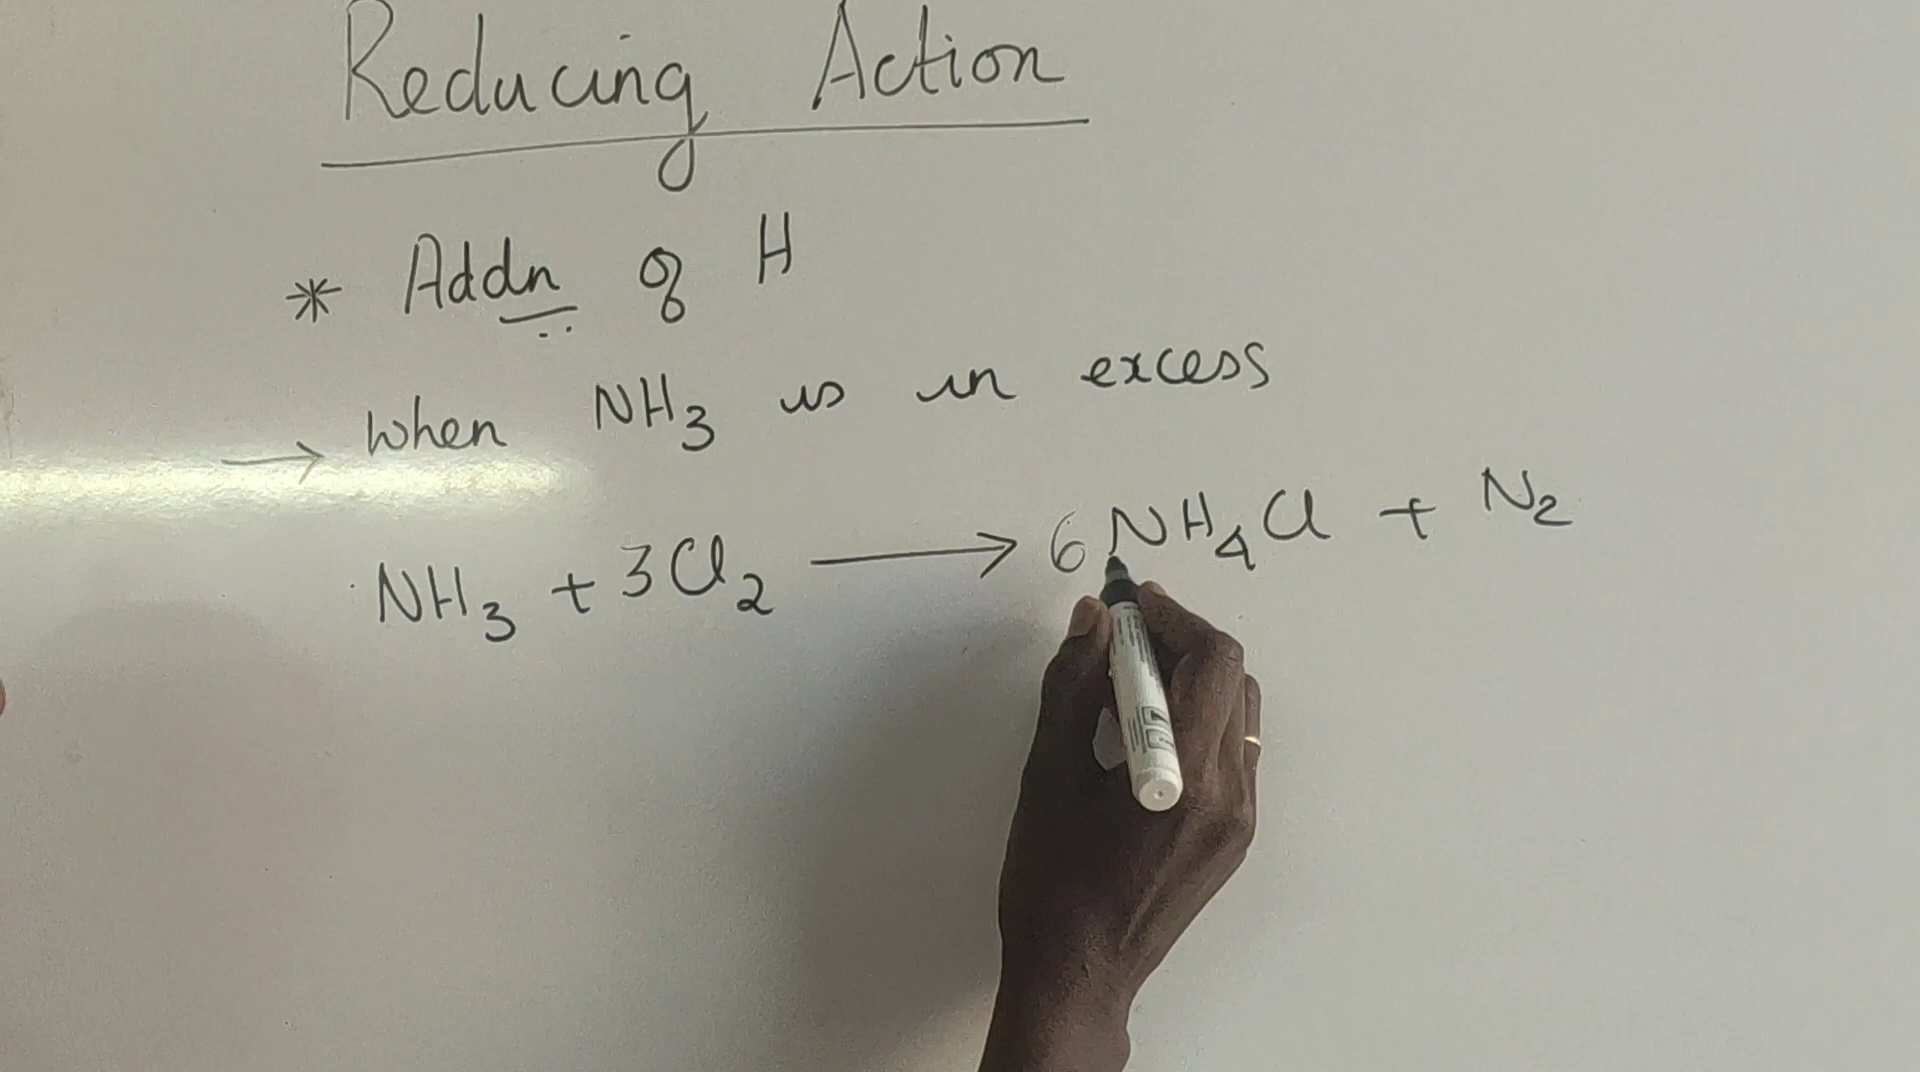 Reducing Action
* Addn of H
→ When NH3 is in excess
NH3 + 3Cl2 ⟶ 6NH4Cl + N2